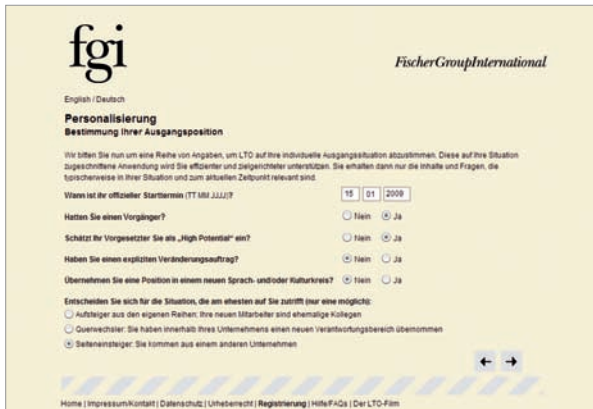 fgi
FischerGroupInternational
English / Deutsch
Personalisierung
Bestimmung Ihrer Ausgangsposition
Wir bitten Sie nun um eine Reihe von Angaben, um LTO auf Ihre individuelle Ausgangssituation abzustimmen. Diese auf Ihre Situation
zugeschnittene Anwendung wird Sie effizienter und zielgerichteter unterstützen. Sie erhalten dann nur die Inhalte und Fragen, die
typischerweise in Ihrer Situation und zum aktuellen Zeitpunkt relevant sind.
Wann ist ihr offizieller Starttermin (TT MM JJJJ)? 15 01 2009
Hatten Sie einen Vorgänger? Nein Ja
Schätzt Ihr Vorgesetzter Sie als „High Potential" ein? Nein Ja
Haben Sie einen expliziten Veränderungsauftrag? Nein Ja
Übernehmen Sie eine Position in einem neuen Sprach- und/oder Kulturkreis? Nein Ja
Entscheiden Sie sich für die Situation, die am ehesten auf Sie zutrifft (nur eine möglich):
Aufsteiger aus den eigenen Reihen: Ihre neuen Mitarbeiter sind ehemalige Kollegen
Querwechsler: Sie haben innerhalb Ihres Unternehmens einen neuen Verantwortungsbereich übernommen
Seiteneinsteiger: Sie kommen aus einem anderen Unternehmen
Home | Impressum/Kontakt | Datenschutz | Urheberrecht | Registrierung | Hilfe/FAQs | Der LTO-Film